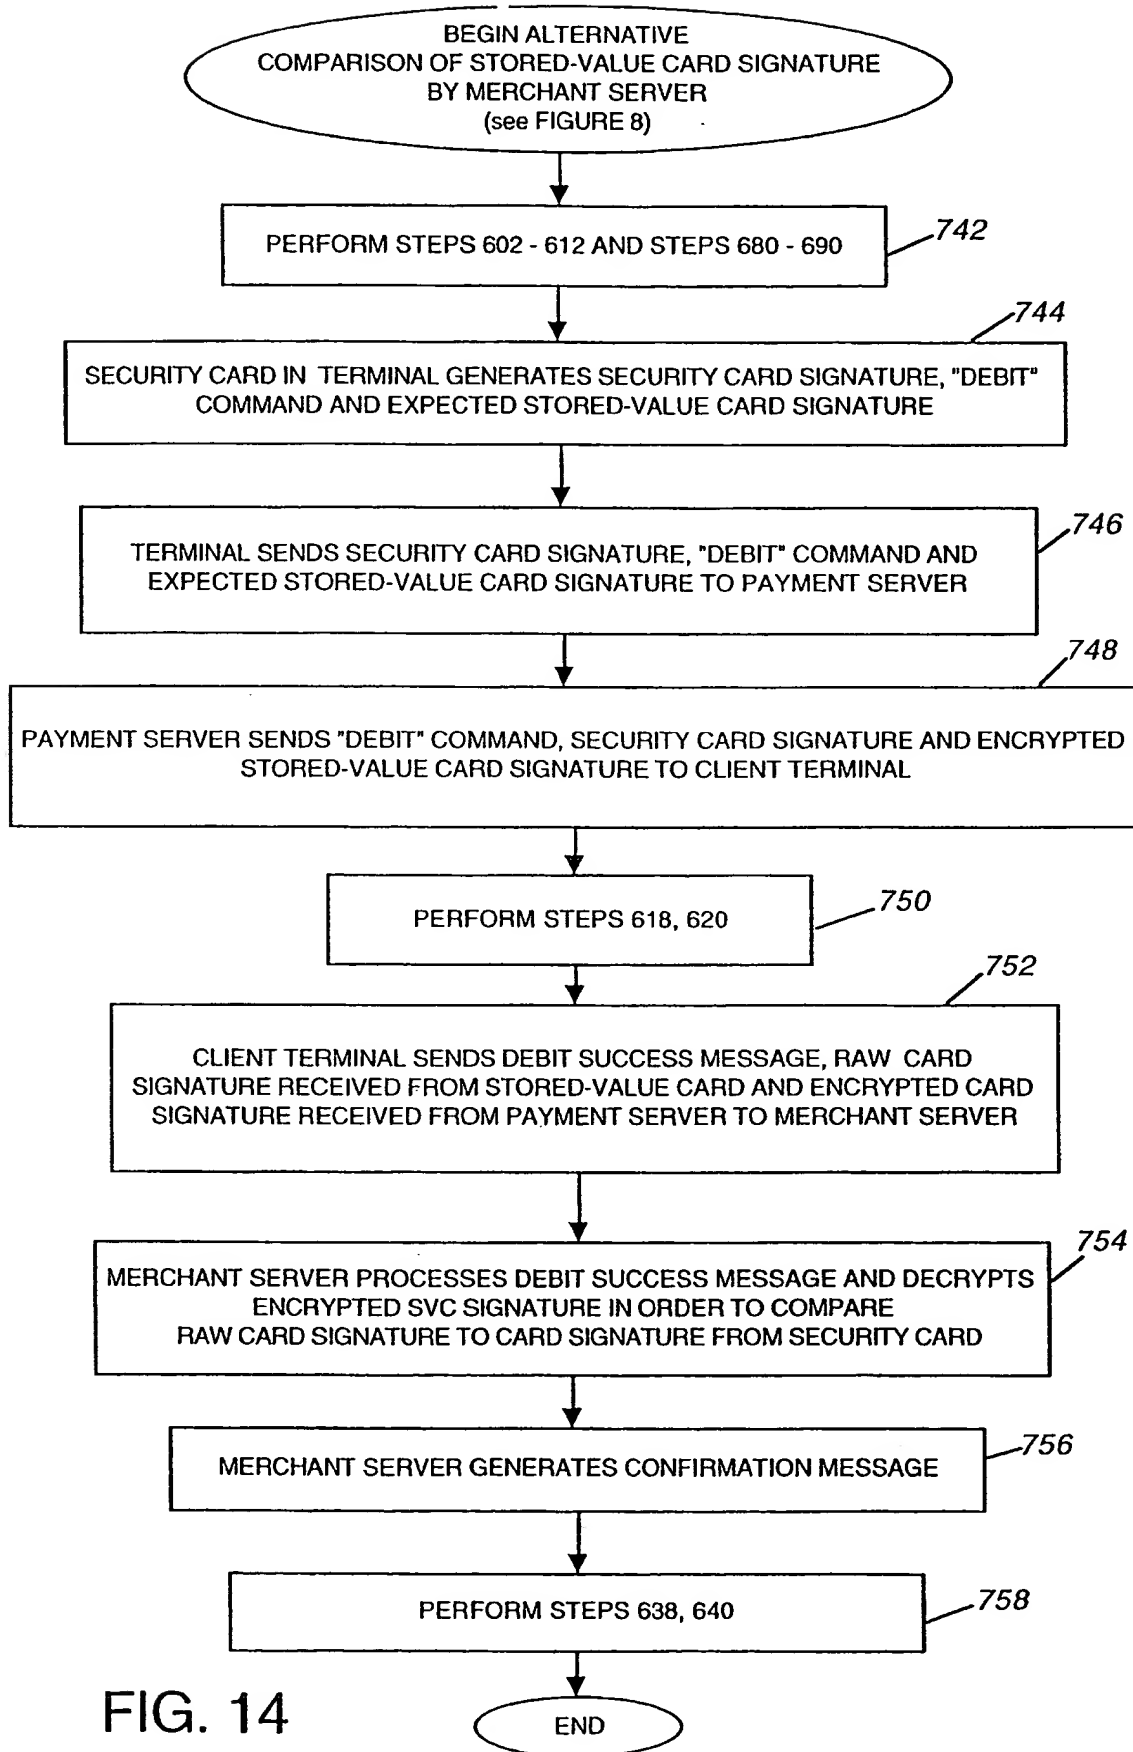 BEGIN ALTERNATIVE
COMPARISON OF STORED-VALUE CARD SIGNATURE
BY MERCHANT SERVER
(see FIGURE 8)
PERFORM STEPS 602 - 612 AND STEPS 680 - 690
742
744
SECURITY CARD IN TERMINAL GENERATES SECURITY CARD SIGNATURE, "DEBIT"
COMMAND AND EXPECTED STORED-VALUE CARD SIGNATURE
746
TERMINAL SENDS SECURITY CARD SIGNATURE, "DEBIT" COMMAND AND
EXPECTED STORED-VALUE CARD SIGNATURE TO PAYMENT SERVER
748
PAYMENT SERVER SENDS "DEBIT" COMMAND, SECURITY CARD SIGNATURE AND ENCRYPTED
STORED-VALUE CARD SIGNATURE TO CLIENT TERMINAL
PERFORM STEPS 618, 620
750
752
CLIENT TERMINAL SENDS DEBIT SUCCESS MESSAGE, RAW CARD
SIGNATURE RECEIVED FROM STORED-VALUE CARD AND ENCRYPTED CARD
SIGNATURE RECEIVED FROM PAYMENT SERVER TO MERCHANT SERVER
754
MERCHANT SERVER PROCESSES DEBIT SUCCESS MESSAGE AND DECRYPTS
ENCRYPTED SVC SIGNATURE IN ORDER TO COMPARE
RAW CARD SIGNATURE TO CARD SIGNATURE FROM SECURITY CARD
756
MERCHANT SERVER GENERATES CONFIRMATION MESSAGE
PERFORM STEPS 638, 640
758
FIG. 14
END